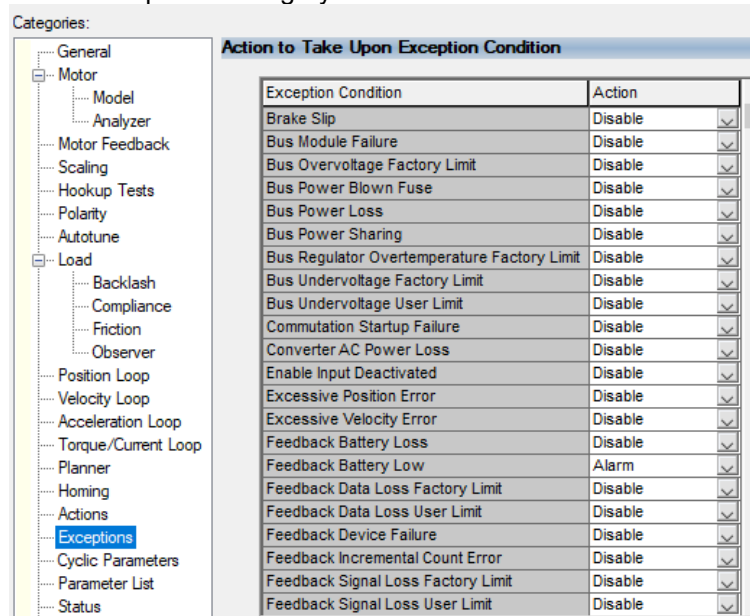 Categories:
General
Motor
Model
Analyzer
Motor Feedback
Scaling
Hookup Tests
Polarity
Autotune
Load
Backlash
Compliance
Friction
Observer
Position Loop
Velocity Loop
Acceleration Loop
Torque/Current Loop
Planner
Homing
Actions
Exceptions
Cyclic Parameters
Parameter List
Status
Action to Take Upon Exception Condition
Exception Condition Action
Brake Slip Disable
Bus Module Failure Disable
Bus Overvoltage Factory Limit Disable
Bus Power Blown Fuse Disable
Bus Power Loss Disable
Bus Power Sharing Disable
Bus Regulator Overtemperature Factory Limit Disable
Bus Undervoltage Factory Limit Disable
Bus Undervoltage User Limit Disable
Commutation Startup Failure Disable
Converter AC Power Loss Disable
Enable Input Deactivated Disable
Excessive Position Error Disable
Excessive Velocity Error Disable
Feedback Battery Loss Disable
Feedback Battery Low Alarm
Feedback Data Loss Factory Limit Disable
Feedback Data Loss User Limit Disable
Feedback Device Failure Disable
Feedback Incremental Count Error Disable
Feedback Signal Loss Factory Limit Disable
Feedback Signal Loss User Limit Disable